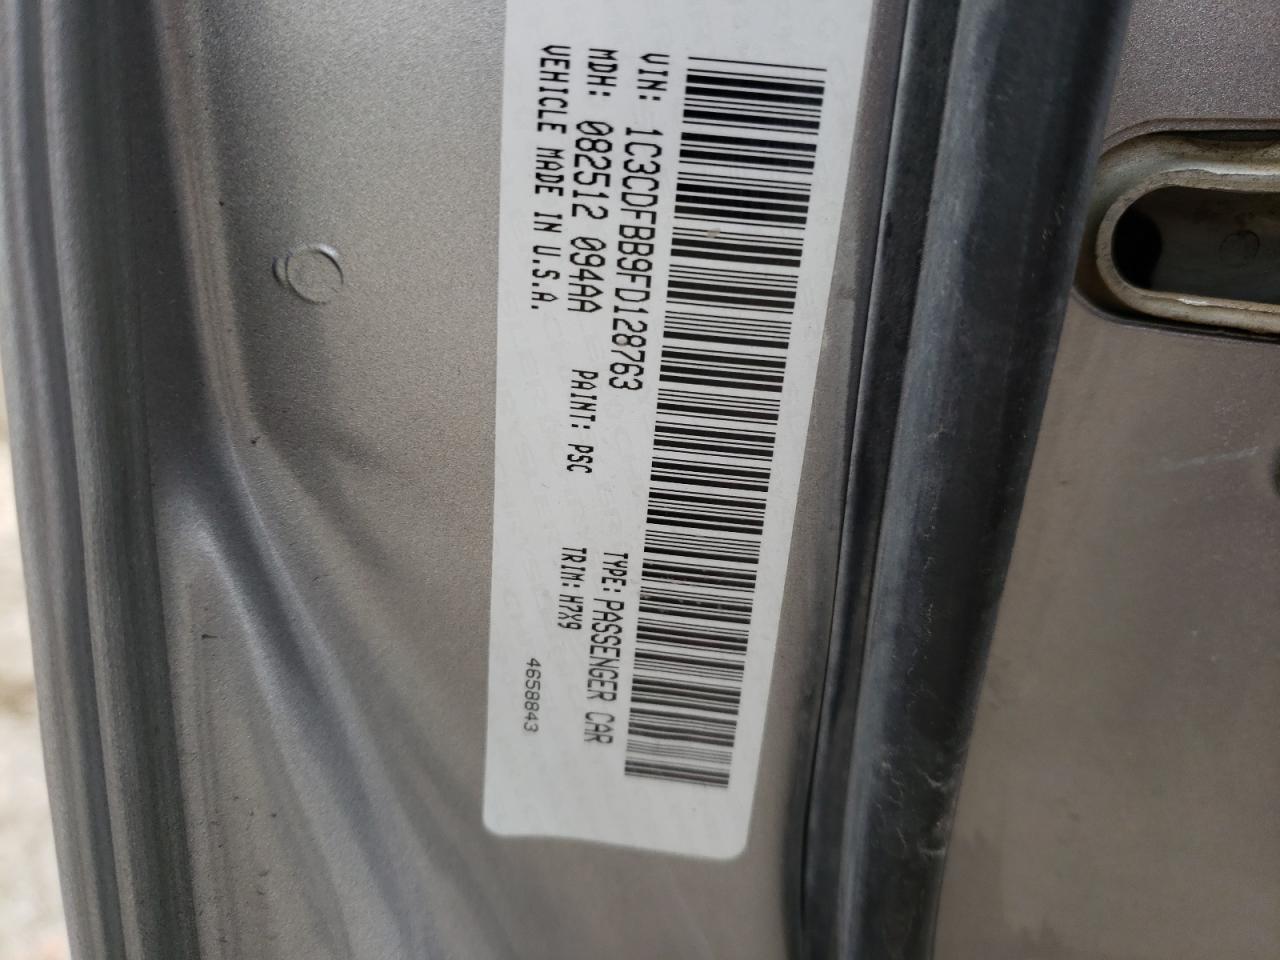 VIN: 1C3CDFBB9FD128763
MDH: 082512 094AA PAINT: PSC
VEHICLE MADE IN U.S.A.
TYPE: PASSENGER CAR
TRIM: H7X9
4658843